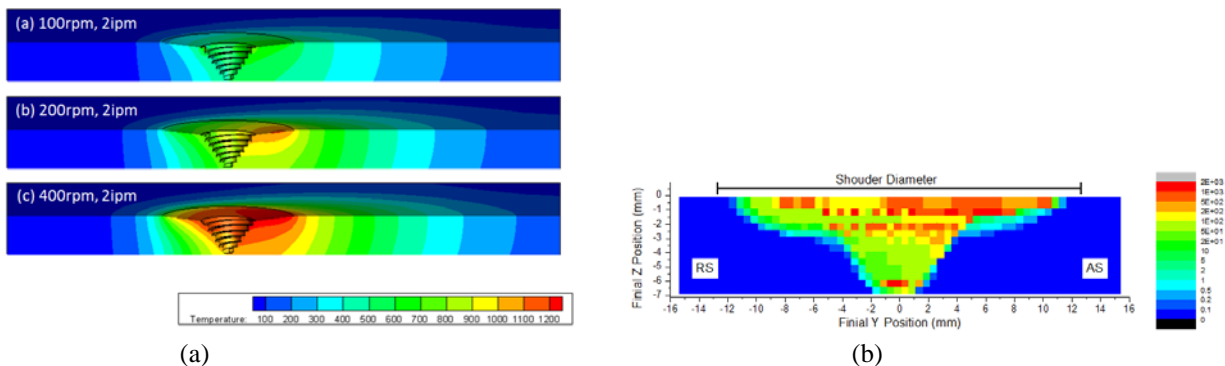 (a) 100rpm, 2ipm
(b) 200rpm, 2ipm
(c) 400rpm, 2ipm
Temperature: 100 200 300 400 500 600 700 800 900 1000 1100 1200
(a)
Shouder Diameter
0
-1
-2
-3
-4
-5
-6
-7
Finial Z Position (mm)
RS
AS
-16 -14 -12 -10 -8 -6 -4 -2 0 2 4 6 8 10 12 14 16
Finial Y Position (mm)
2E+03
1E+03
5E+02
2E+02
1E+02
5E+01
2E+01
10
5
2
1
0.5
0.2
0.1
0
(b)